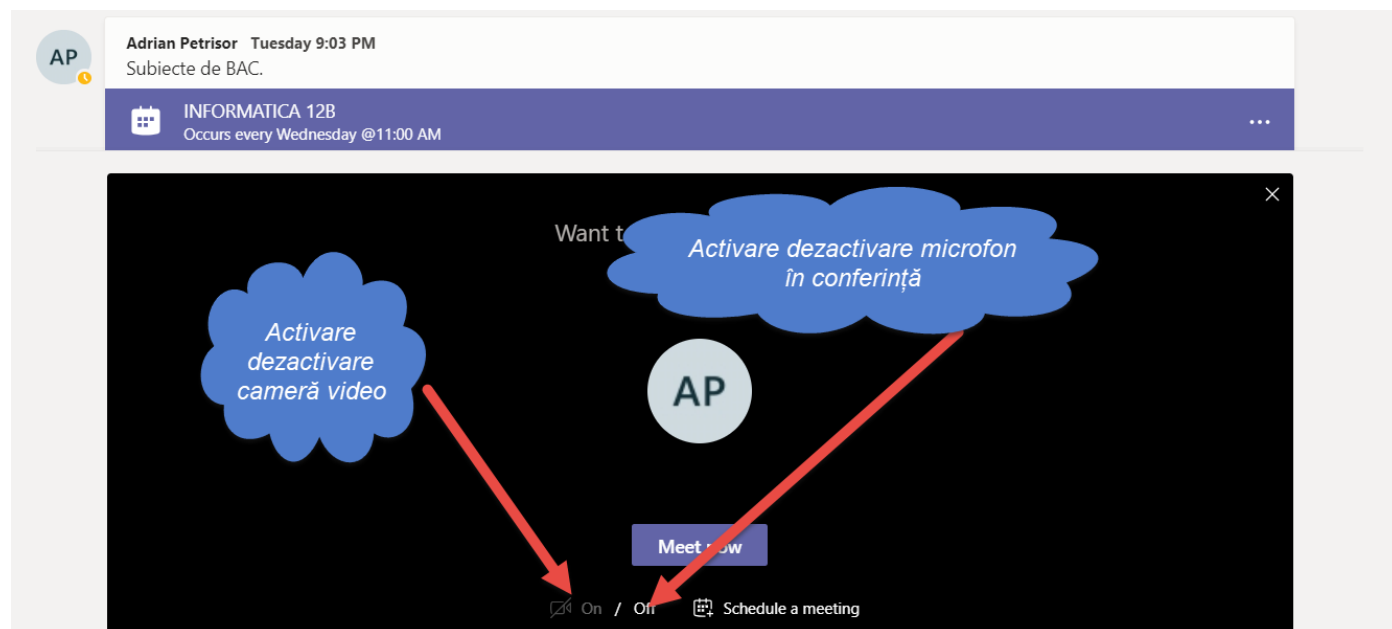 AP
Adrian Petrisor Tuesday 9:03 PM
Subiecte de BAC.
INFORMATICA 12B
Occurs every Wednesday @11:00 AM
Want t
Activare dezactivare microfon
în conferință
Activare
dezactivare
cameră video
AP
Meet now
On / Off Schedule a meeting